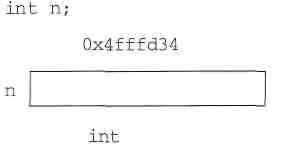 int n;
0x4fffd34
n
int